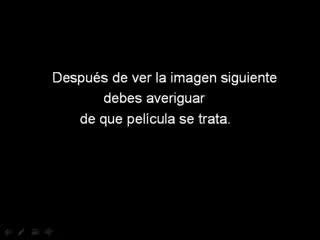 Después de ver la imagen siguiente
debes averiguar
de que película se trata.